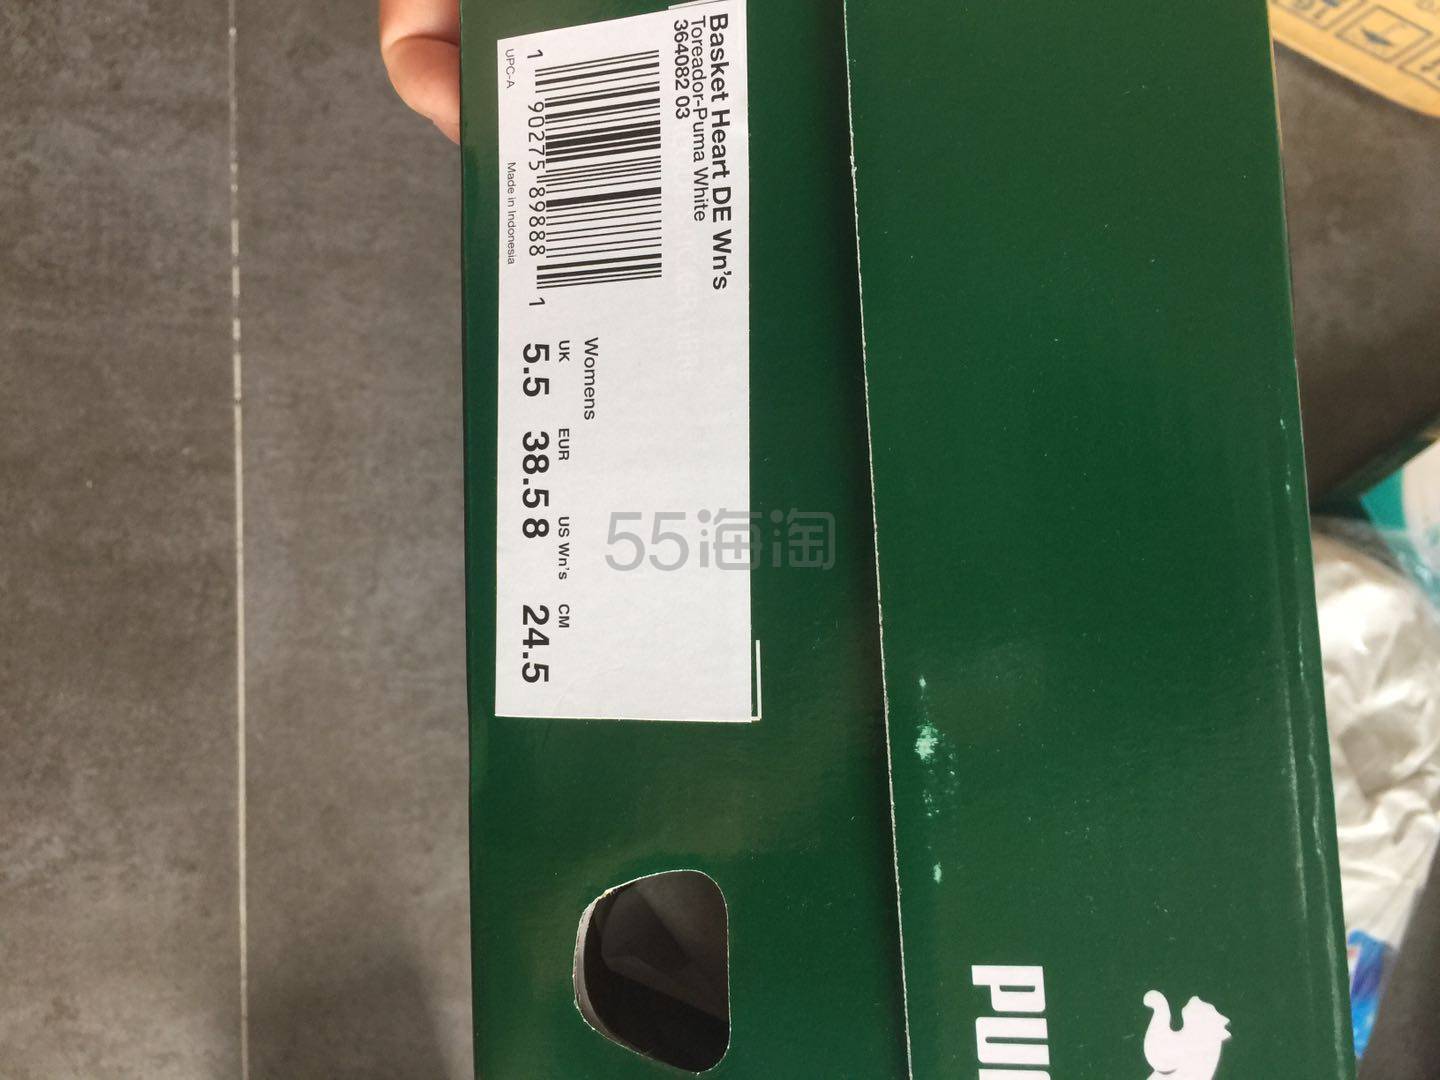 Basket Heart DE Wn's
Toreador-Puma White
364082 03
1 90275 89888 1
UPC-A
Made in Indonesia
Womens
UK EUR US Wn's CM
5.5 38.5 8 24.5
55海淘